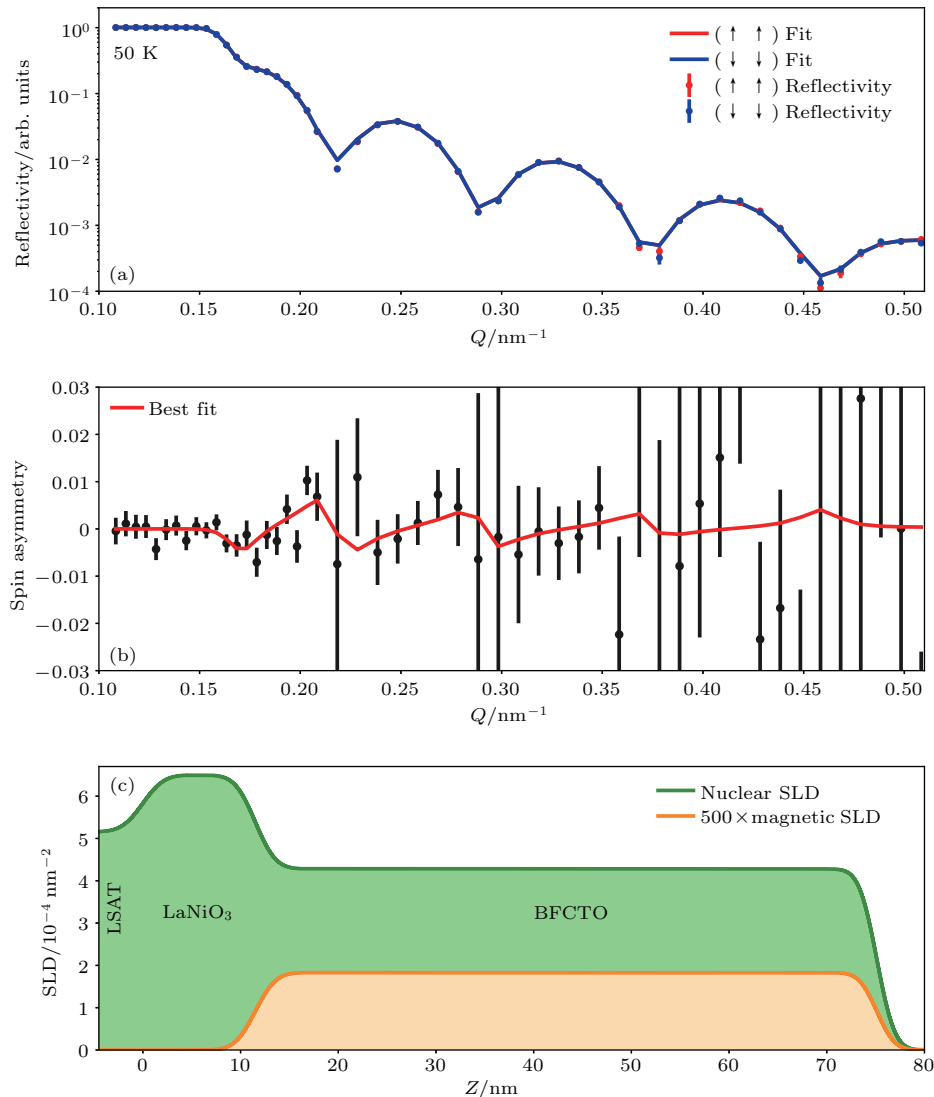 10⁰
10⁻¹
10⁻²
10⁻³
10⁻⁴
Reflectivity/arb. units
50 K
(↑ ↑) Fit
(↓ ↓) Fit
(↑ ↑) Reflectivity
(↓ ↓) Reflectivity
(a)
0.10 0.15 0.20 0.25 0.30 0.35 0.40 0.45 0.50
Q/nm⁻¹
0.03
0.02
0.01
0
−0.01
−0.02
−0.03
Spin asymmetry
Best fit
(b)
0.10 0.15 0.20 0.25 0.30 0.35 0.40 0.45 0.50
Q/nm⁻¹
6
5
4
3
2
1
0
SLD/10⁻⁴ nm⁻²
(c)
Nuclear SLD
500×magnetic SLD
LSAT
LaNiO₃
BFCTO
0 10 20 30 40 50 60 70 80
Z/nm